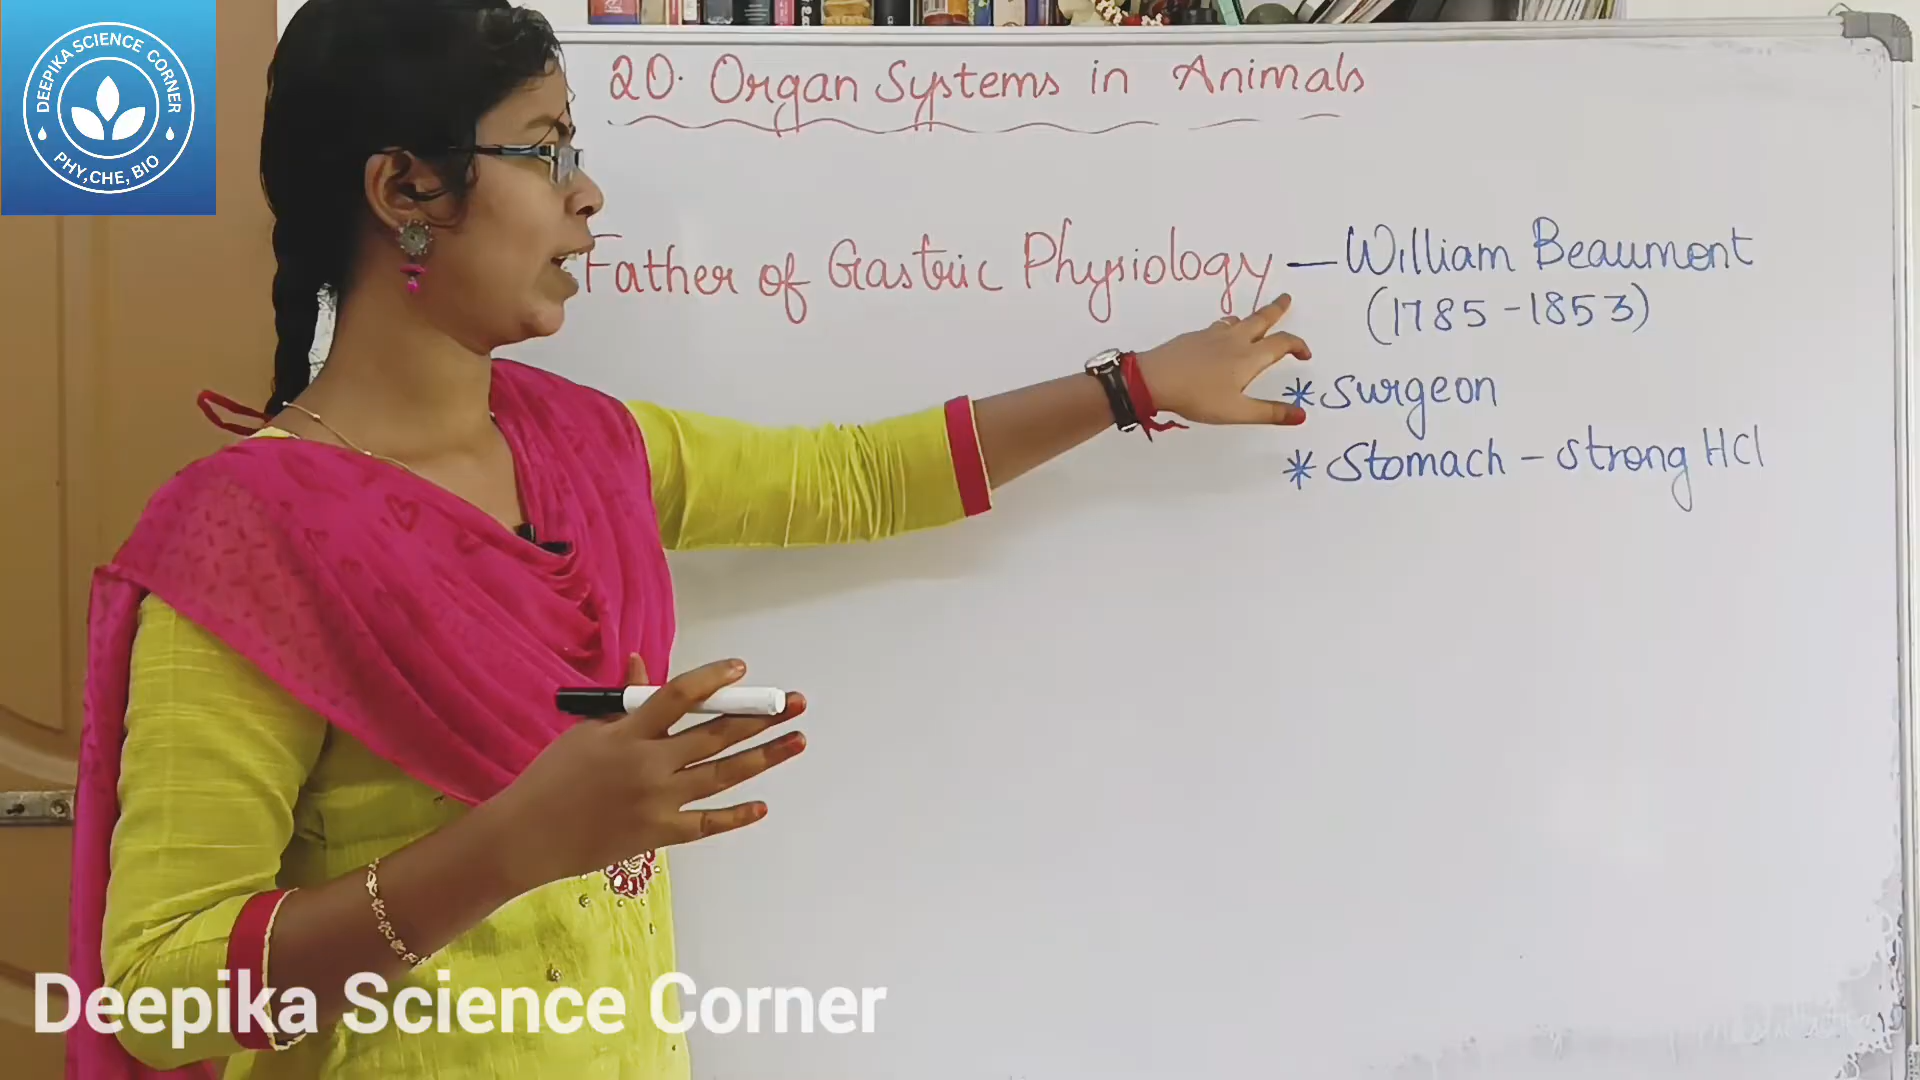 DEEPIKA SCIENCE CORNER
PHY,CHE, BIO
20. Organ Systems in Animals
Father of Gastric Physiology — William Beaumont
(1785 - 1853)
* Surgeon
* Stomach - strong HCl
Deepika Science Corner